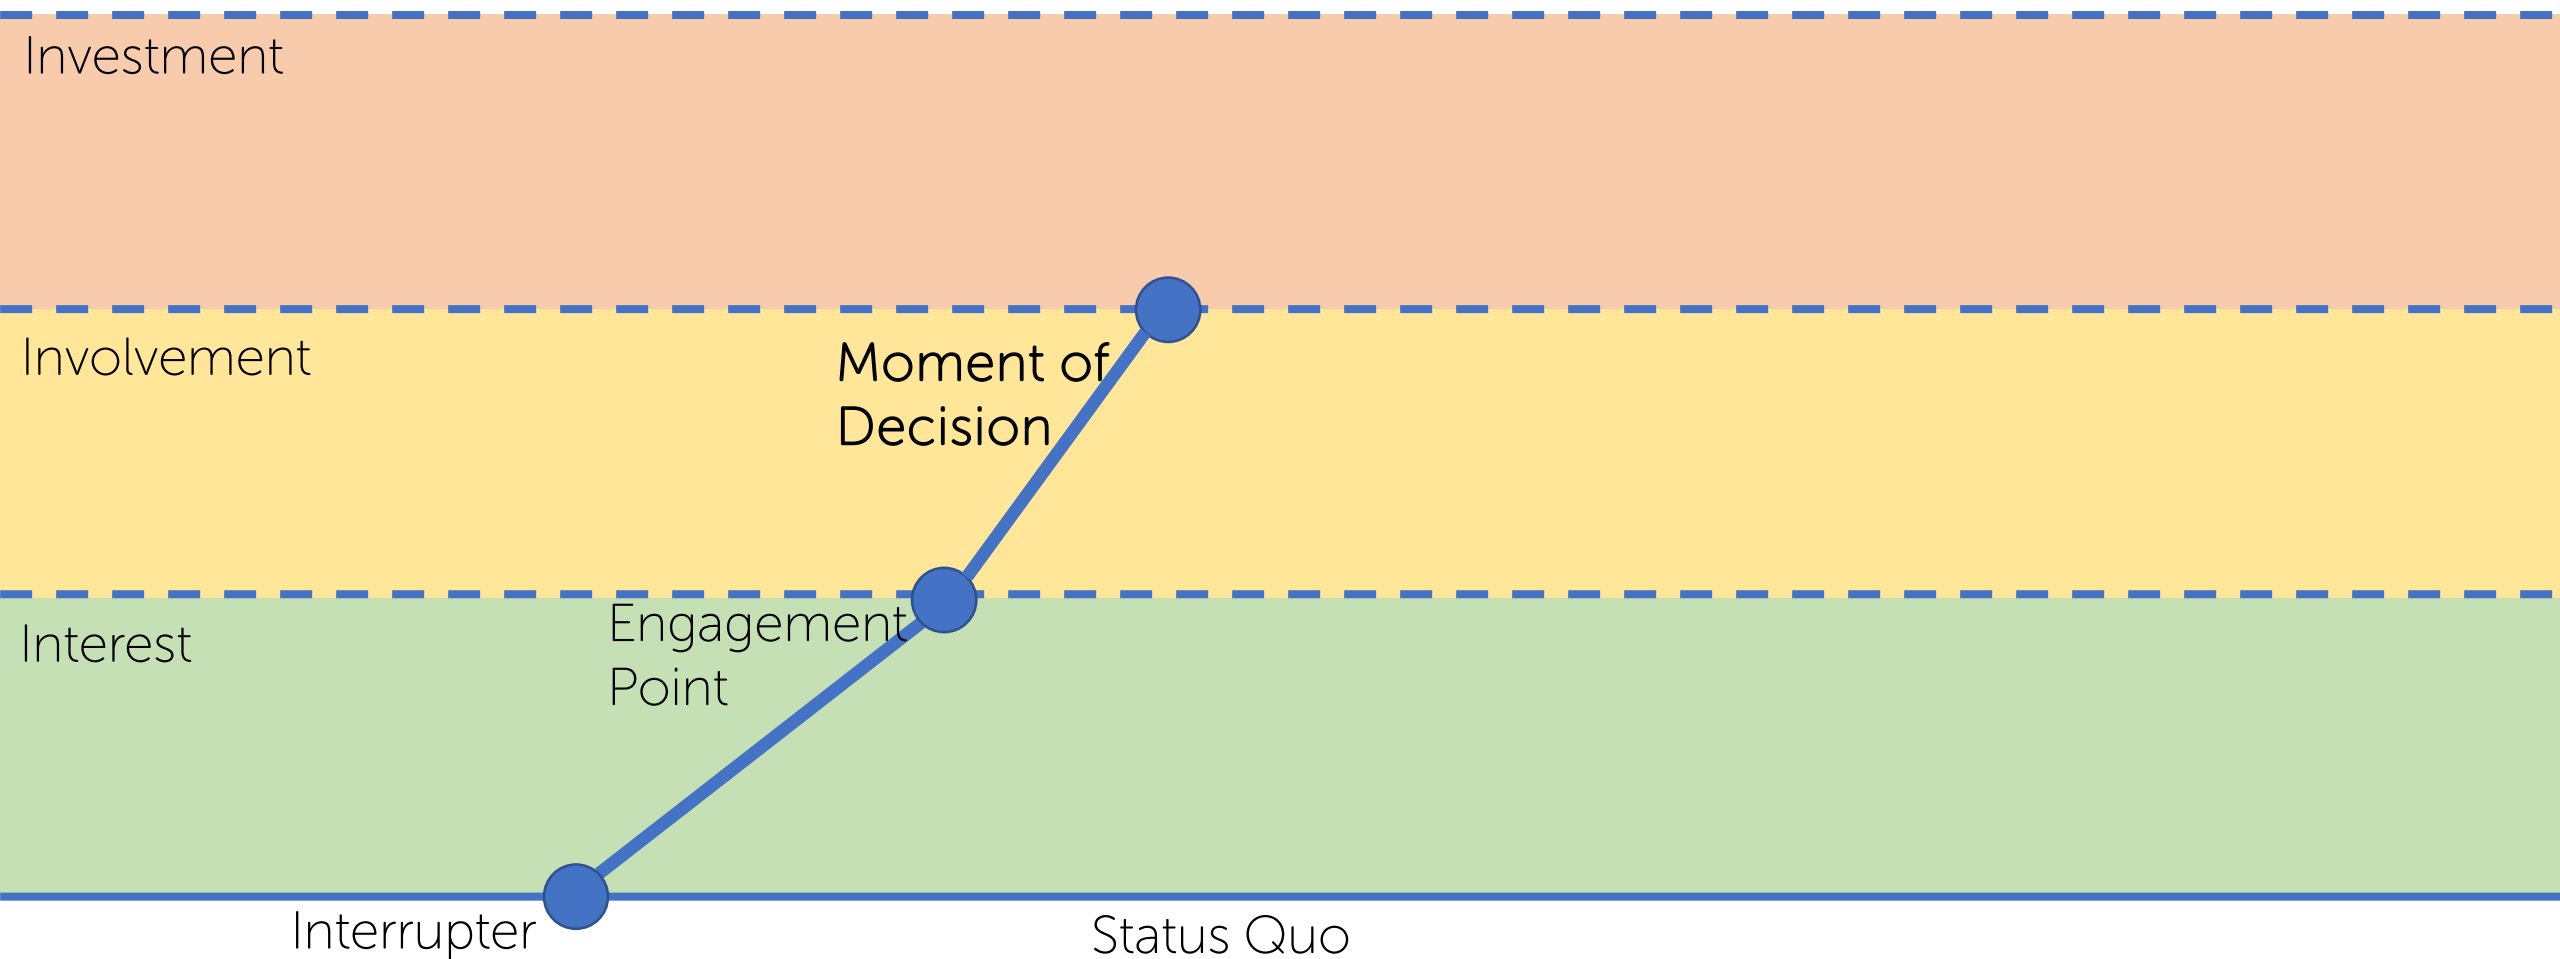 Investment
Involvement
Moment of
Decision
Engagement
Point
Interest
Interrupter
Status Quo